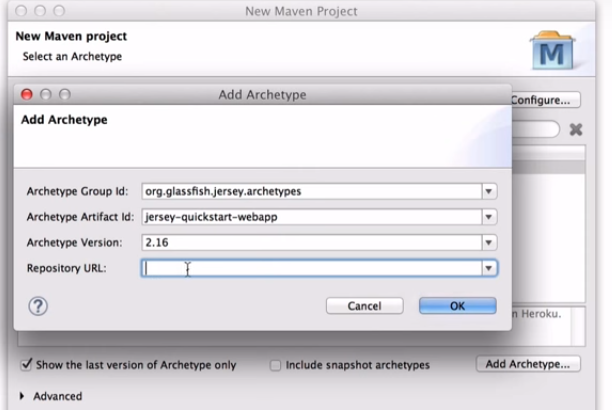 New Maven Project
New Maven project
Select an Archetype
M
Configure...
Add Archetype
Add Archetype
Archetype Group Id: org.glassfish.jersey.archetypes
Archetype Artifact Id: jersey-quickstart-webapp
Archetype Version: 2.16
Repository URL:
? Cancel OK
n Heroku.
Show the last version of Archetype only Include snapshot archetypes Add Archetype...
Advanced